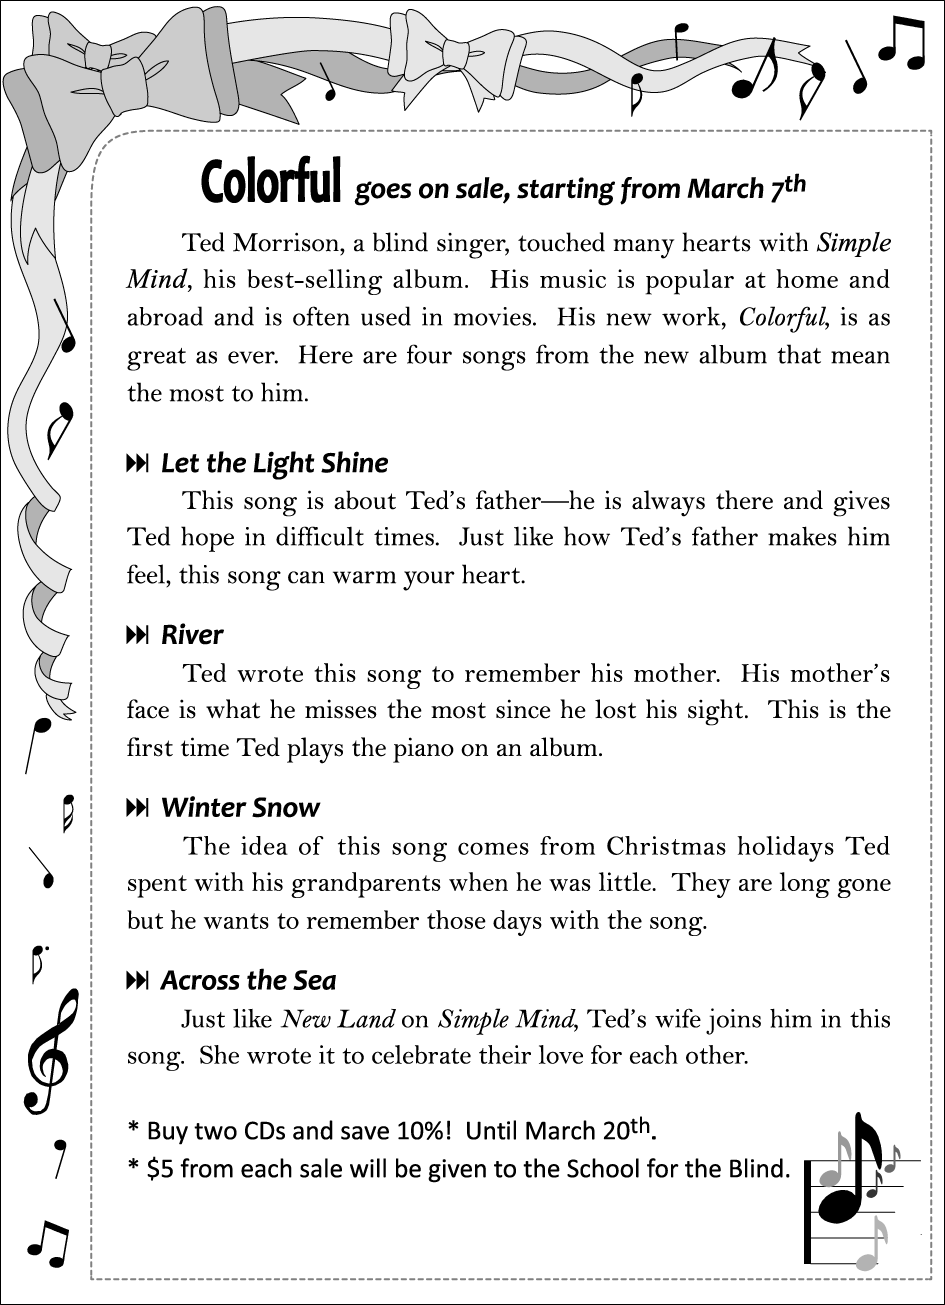 Colorful goes on sale, starting from March 7th
Ted Morrison, a blind singer, touched many hearts with Simple
Mind, his best-selling album. His music is popular at home and
abroad and is often used in movies. His new work, Colorful, is as
great as ever. Here are four songs from the new album that mean
the most to him.
Let the Light Shine
This song is about Ted's father—he is always there and gives
Ted hope in difficult times. Just like how Ted's father makes him
feel, this song can warm your heart.
River
Ted wrote this song to remember his mother. His mother's
face is what he misses the most since he lost his sight. This is the
first time Ted plays the piano on an album.
Winter Snow
The idea of this song comes from Christmas holidays Ted
spent with his grandparents when he was little. They are long gone
but he wants to remember those days with the song.
Across the Sea
Just like New Land on Simple Mind, Ted's wife joins him in this
song. She wrote it to celebrate their love for each other.
* Buy two CDs and save 10%! Until March 20th.
* $5 from each sale will be given to the School for the Blind.